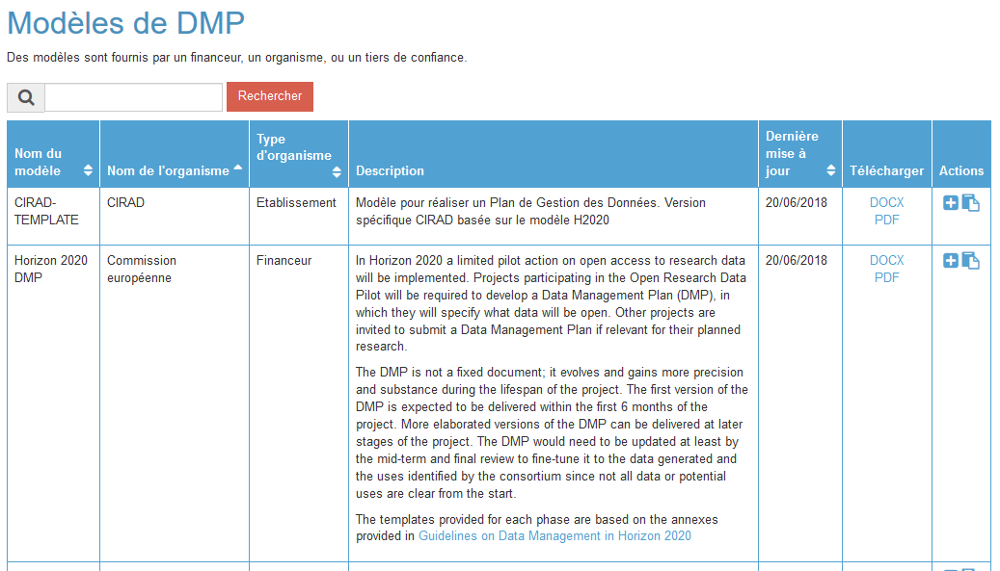 Modèles de DMP
Des modèles sont fournis par un financeur, un organisme, ou un tiers de confiance.
Rechercher
Nom du
modèle
Nom de l'organisme
Type
d'organisme
Description
Dernière
mise à
jour
Télécharger
Actions
CIRAD-
TEMPLATE
CIRAD
Etablissement
Modèle pour réaliser un Plan de Gestion des Données. Version
spécifique CIRAD basée sur le modèle H2020
20/06/2018
DOCX
PDF
Horizon 2020
DMP
Commission
européenne
Financeur
In Horizon 2020 a limited pilot action on open access to research data
will be implemented. Projects participating in the Open Research Data
Pilot will be required to develop a Data Management Plan (DMP), in
which they will specify what data will be open. Other projects are
invited to submit a Data Management Plan if relevant for their planned
research.
The DMP is not a fixed document; it evolves and gains more precision
and substance during the lifespan of the project. The first version of the
DMP is expected to be delivered within the first 6 months of the
project. More elaborated versions of the DMP can be delivered at later
stages of the project. The DMP would need to be updated at least by
the mid-term and final review to fine-tune it to the data generated and
the uses identified by the consortium since not all data or potential
uses are clear from the start.
The templates provided for each phase are based on the annexes
provided in Guidelines on Data Management in Horizon 2020
20/06/2018
DOCX
PDF